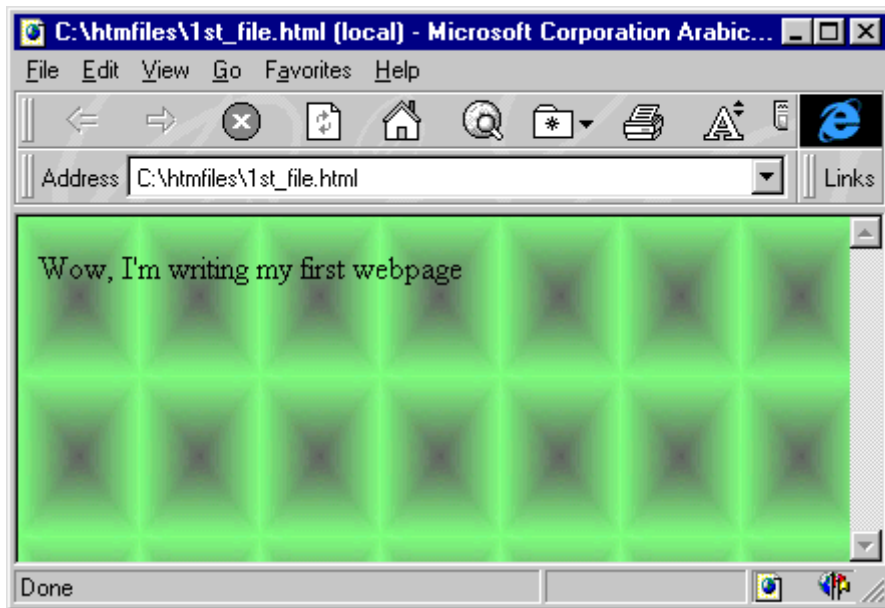 C:\htmfiles\1st_file.html (local) - Microsoft Corporation Arabic...
File Edit View Go Favorites Help
Address C:\htmfiles\1st_file.html Links
Wow, I'm writing my first webpage
Done